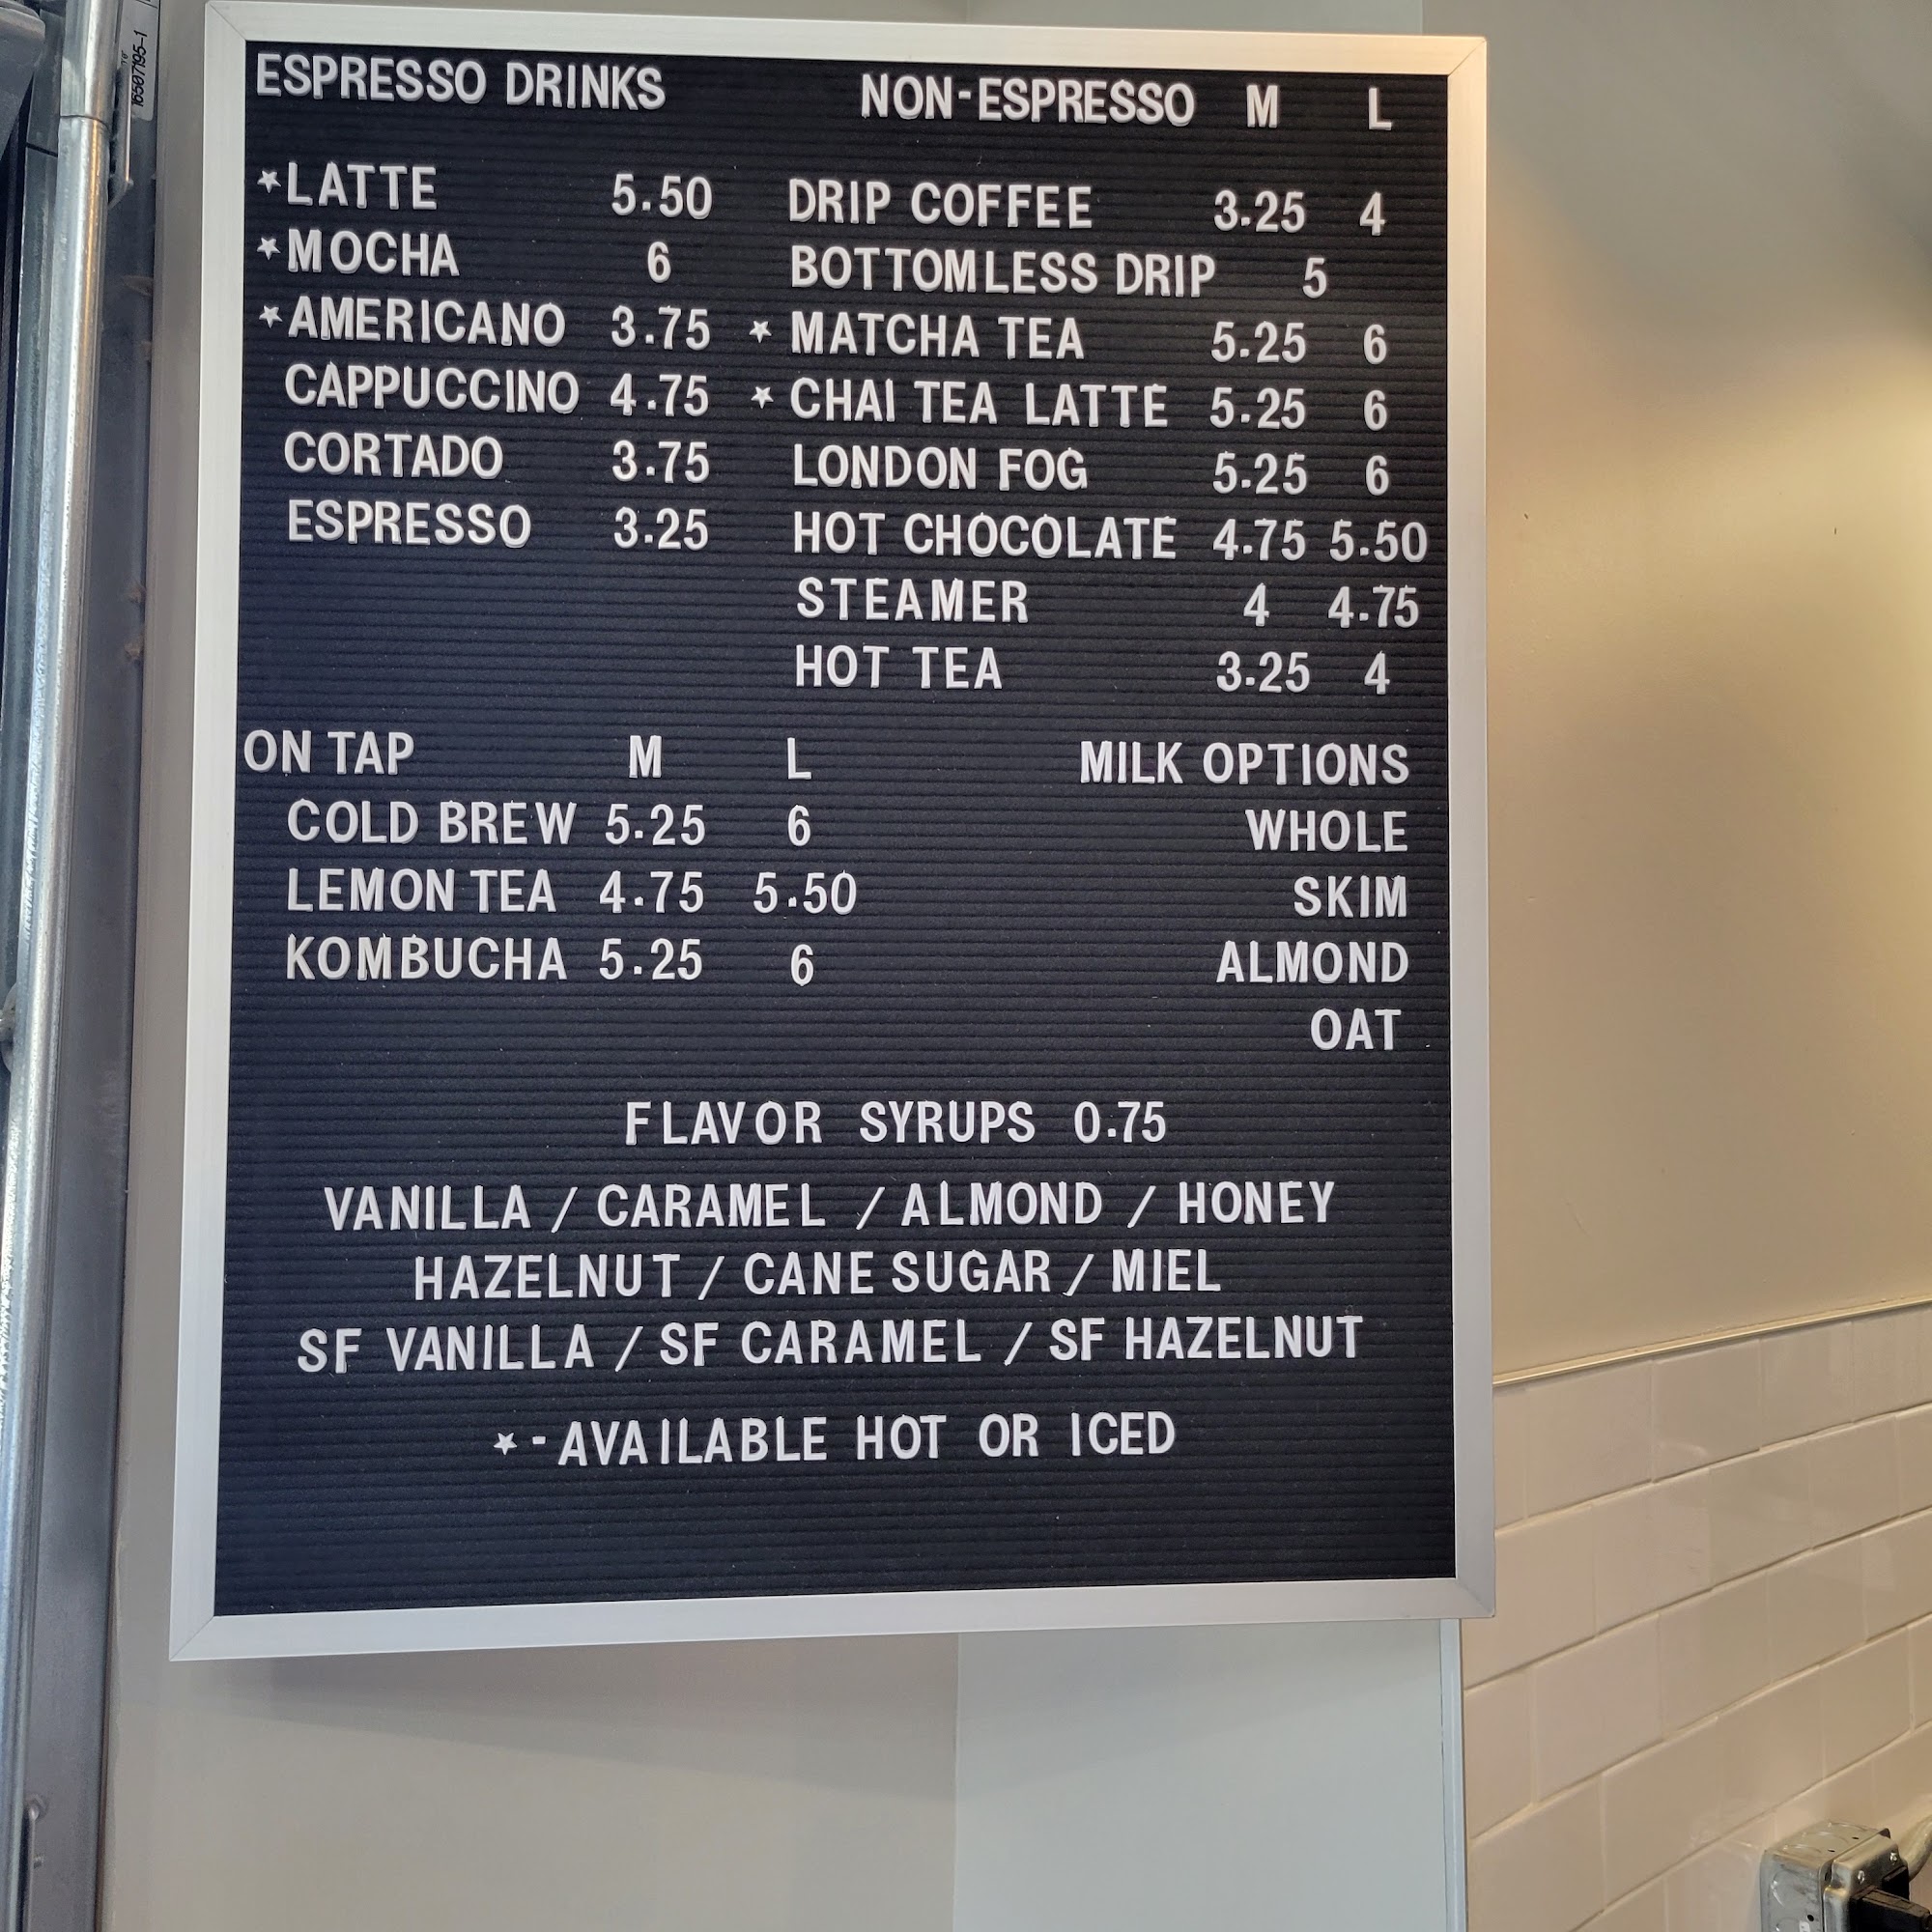 16507195-1
ESPRESSO DRINKS
*LATTE 5.50
*MOCHA 6
*AMERICANO 3.75
CAPPUCCINO 4.75
CORTADO 3.75
ESPRESSO 3.25
NON-ESPRESSO M L
DRIP COFFEE 3.25 4
BOTTOMLESS DRIP 5
* MATCHA TEA 5.25 6
* CHAI TEA LATTE 5.25 6
LONDON FOG 5.25 6
HOT CHOCOLATE 4.75 5.50
STEAMER 4 4.75
HOT TEA 3.25 4
ON TAP M L
COLD BREW 5.25 6
LEMON TEA 4.75 5.50
KOMBUCHA 5.25 6
MILK OPTIONS
WHOLE
SKIM
ALMOND
OAT
FLAVOR SYRUPS 0.75
VANILLA / CARAMEL / ALMOND / HONEY
HAZELNUT / CANE SUGAR / MIEL
SF VANILLA / SF CARAMEL / SF HAZELNUT
* - AVAILABLE HOT OR ICED